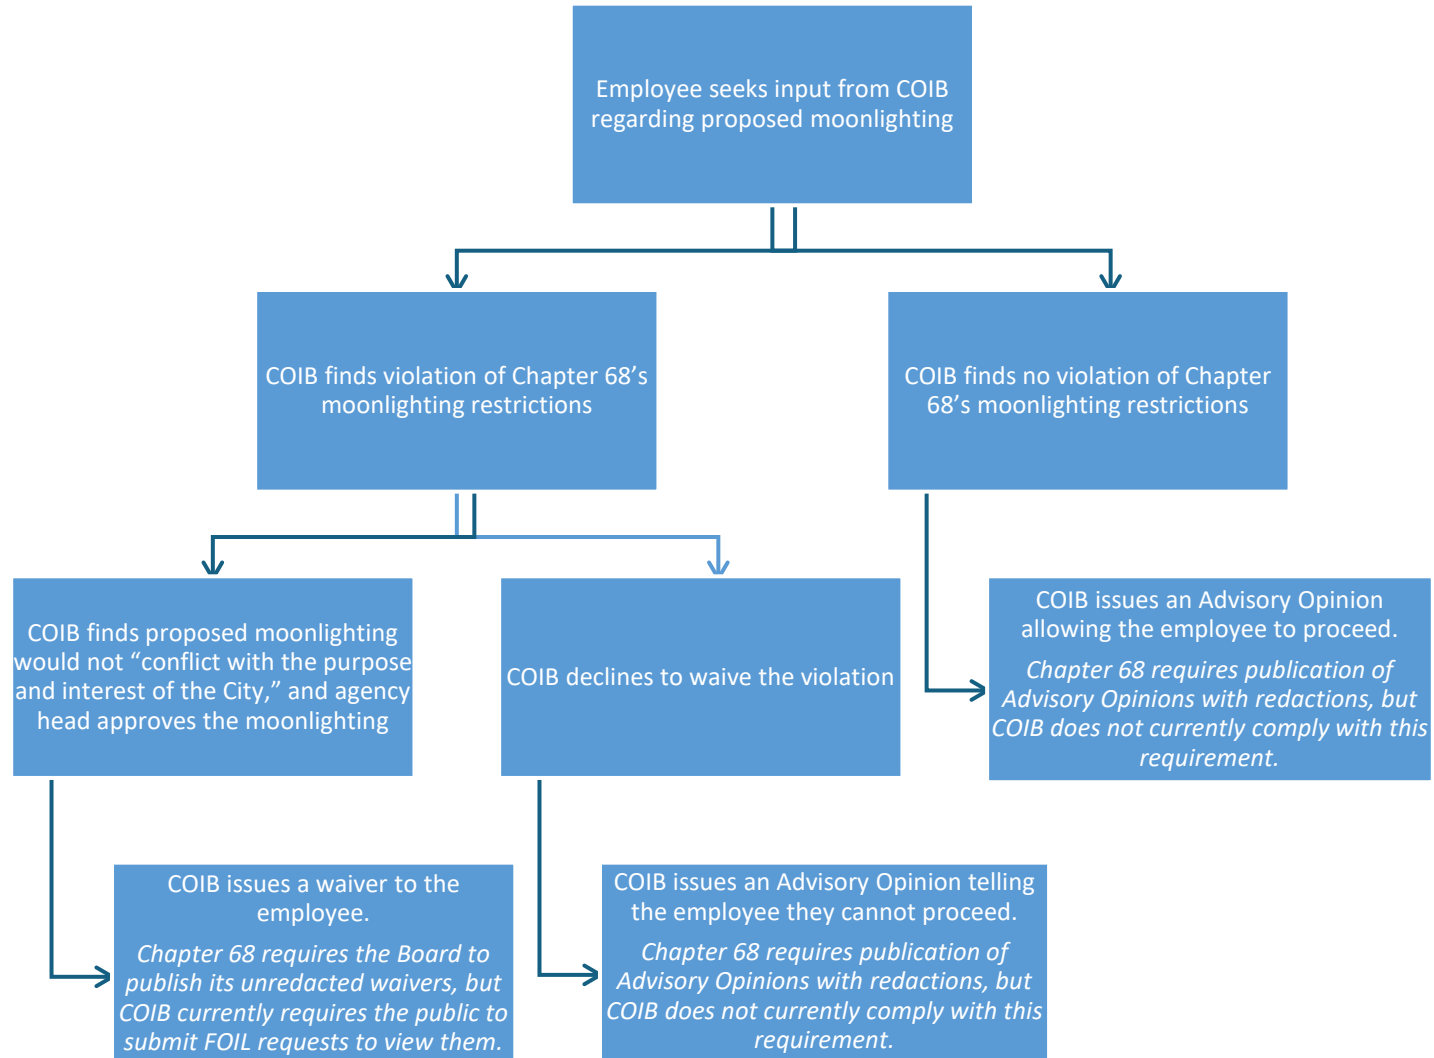 Employee seeks input from COIB
regarding proposed moonlighting
COIB finds violation of Chapter 68’s
moonlighting restrictions
COIB finds no violation of Chapter
68’s moonlighting restrictions
COIB finds proposed moonlighting
would not “conflict with the purpose
and interest of the City,” and agency
head approves the moonlighting
COIB declines to waive the violation
COIB issues an Advisory Opinion
allowing the employee to proceed.
Chapter 68 requires publication of
Advisory Opinions with redactions, but
COIB does not currently comply with this
requirement.
COIB issues a waiver to the
employee.
Chapter 68 requires the Board to
publish its unredacted waivers, but
COIB currently requires the public to
submit FOIL requests to view them.
COIB issues an Advisory Opinion telling
the employee they cannot proceed.
Chapter 68 requires publication of
Advisory Opinions with redactions, but
COIB does not currently comply with this
requirement.